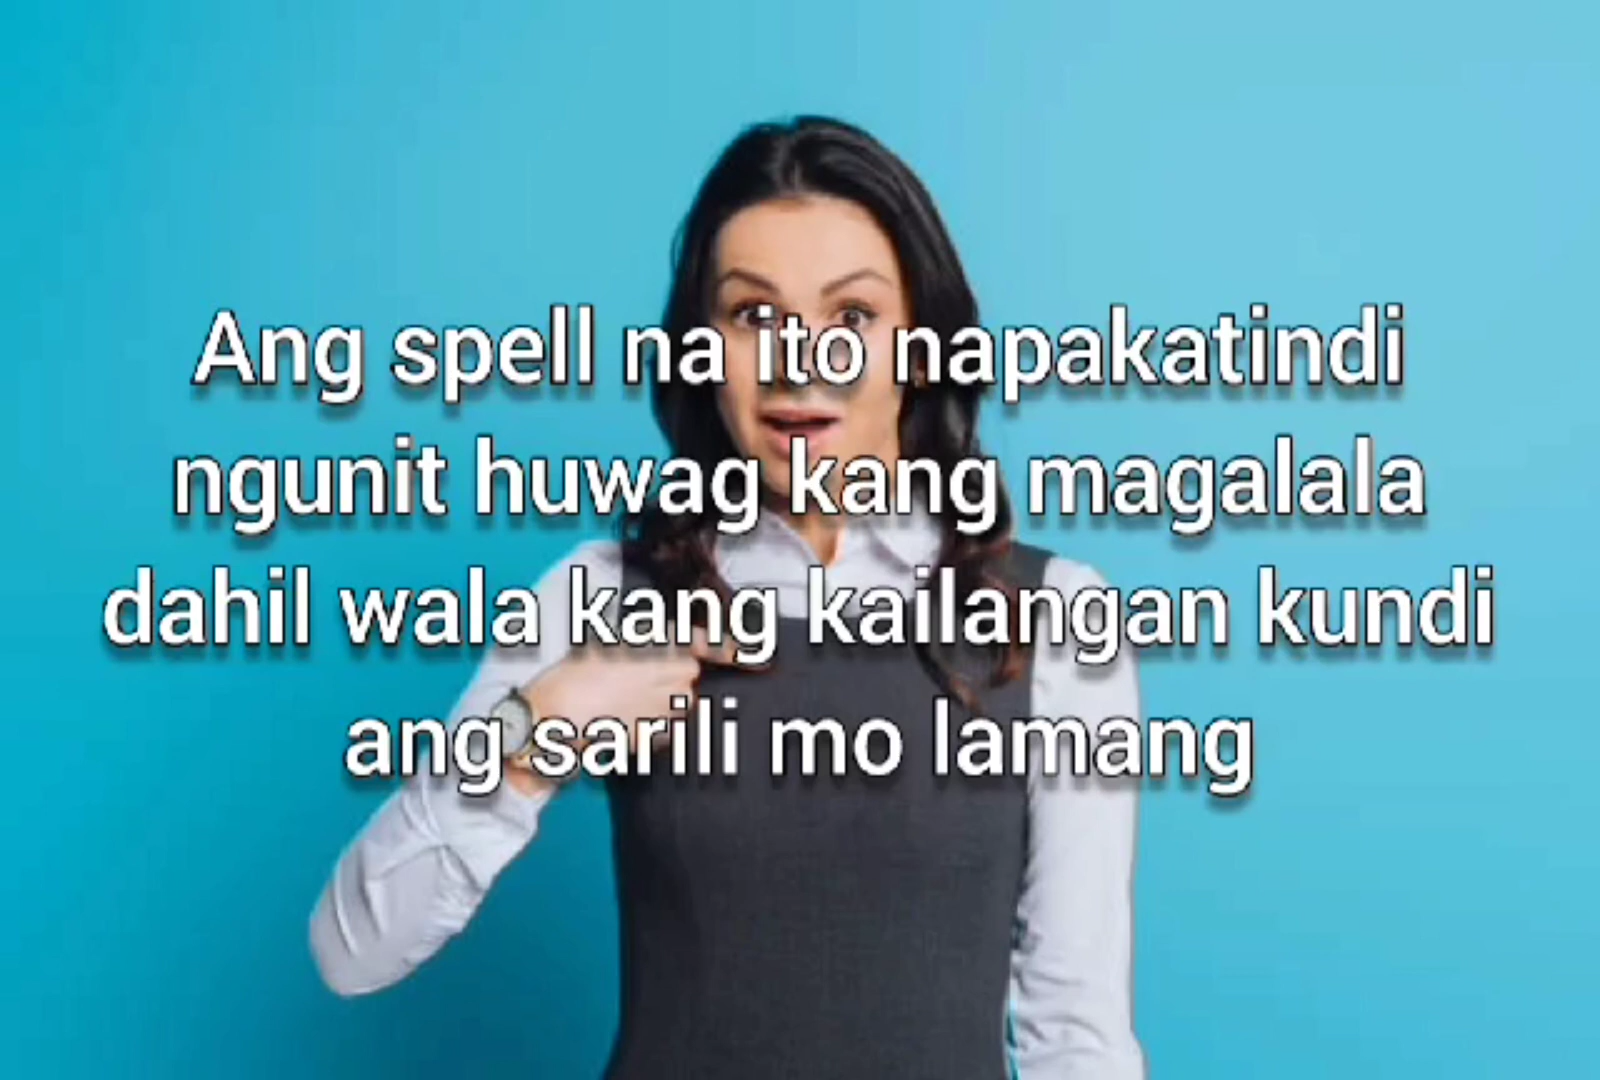 Ang spell na ito napakatindi
ngunit huwag kang magalala
dahil wala kang kailangan kundi
ang sarili mo lamang